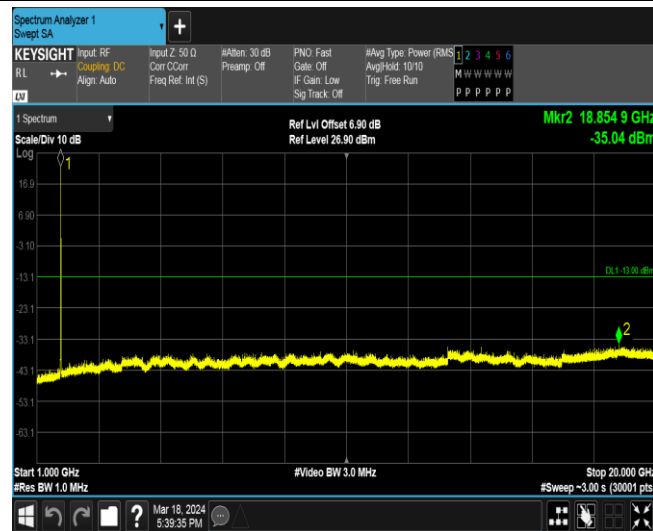 Spectrum Analyzer 1
Swept SA
+
KEYSIGHT
RL
LXI
Input: RF
Coupling: DC
Align: Auto
Input Z: 50 Ω
Corr CCorr
Freq Ref: Int (S)
#Atten: 30 dB
Preamp: Off
PNO: Fast
Gate: Off
IF Gain: Low
Sig Track: Off
#Avg Type: Power (RMS
Avg|Hold: 10/10
Trig: Free Run
1 2 3 4 5 6
M W W W W W
P P P P P P
1 Spectrum
Scale/Div 10 dB
Log
Ref Lvl Offset 6.90 dB
Ref Level 26.90 dBm
Mkr2 18.854 9 GHz
-35.04 dBm
1
16.9
6.90
-3.10
-13.1
DL1 -13.00 dBm
-23.1
-33.1
2
-43.1
-53.1
-63.1
Start 1.000 GHz
#Res BW 1.0 MHz
#Video BW 3.0 MHz
Stop 20.000 GHz
#Sweep ~3.00 s (30001 pts
?
Mar 18, 2024
5:39:35 PM